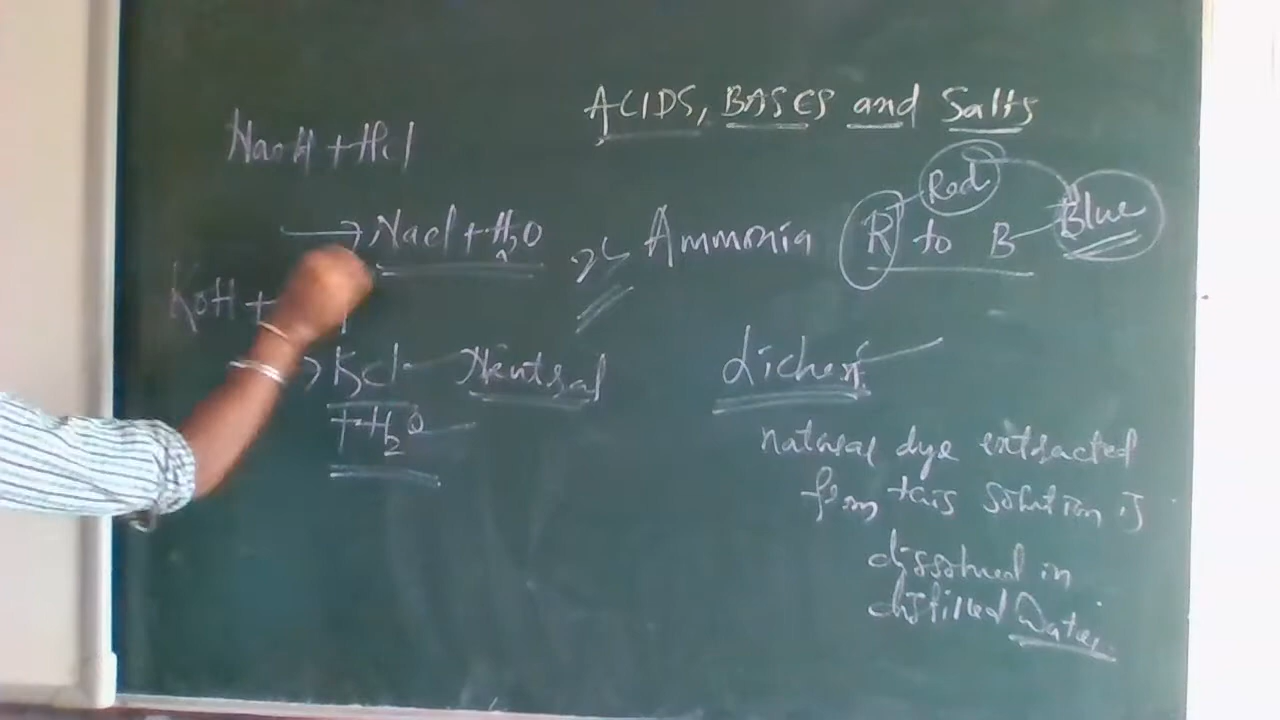 ACIDS, BASES and Salts
NaoH + Hcl
→ Nacl + H2O
Ammonia R to B
Red
Blue
KoH +
→ Kcl Neutral
+ H2O
Lichen
natural dye extracted
from this solution is
dissolved in
distilled Water